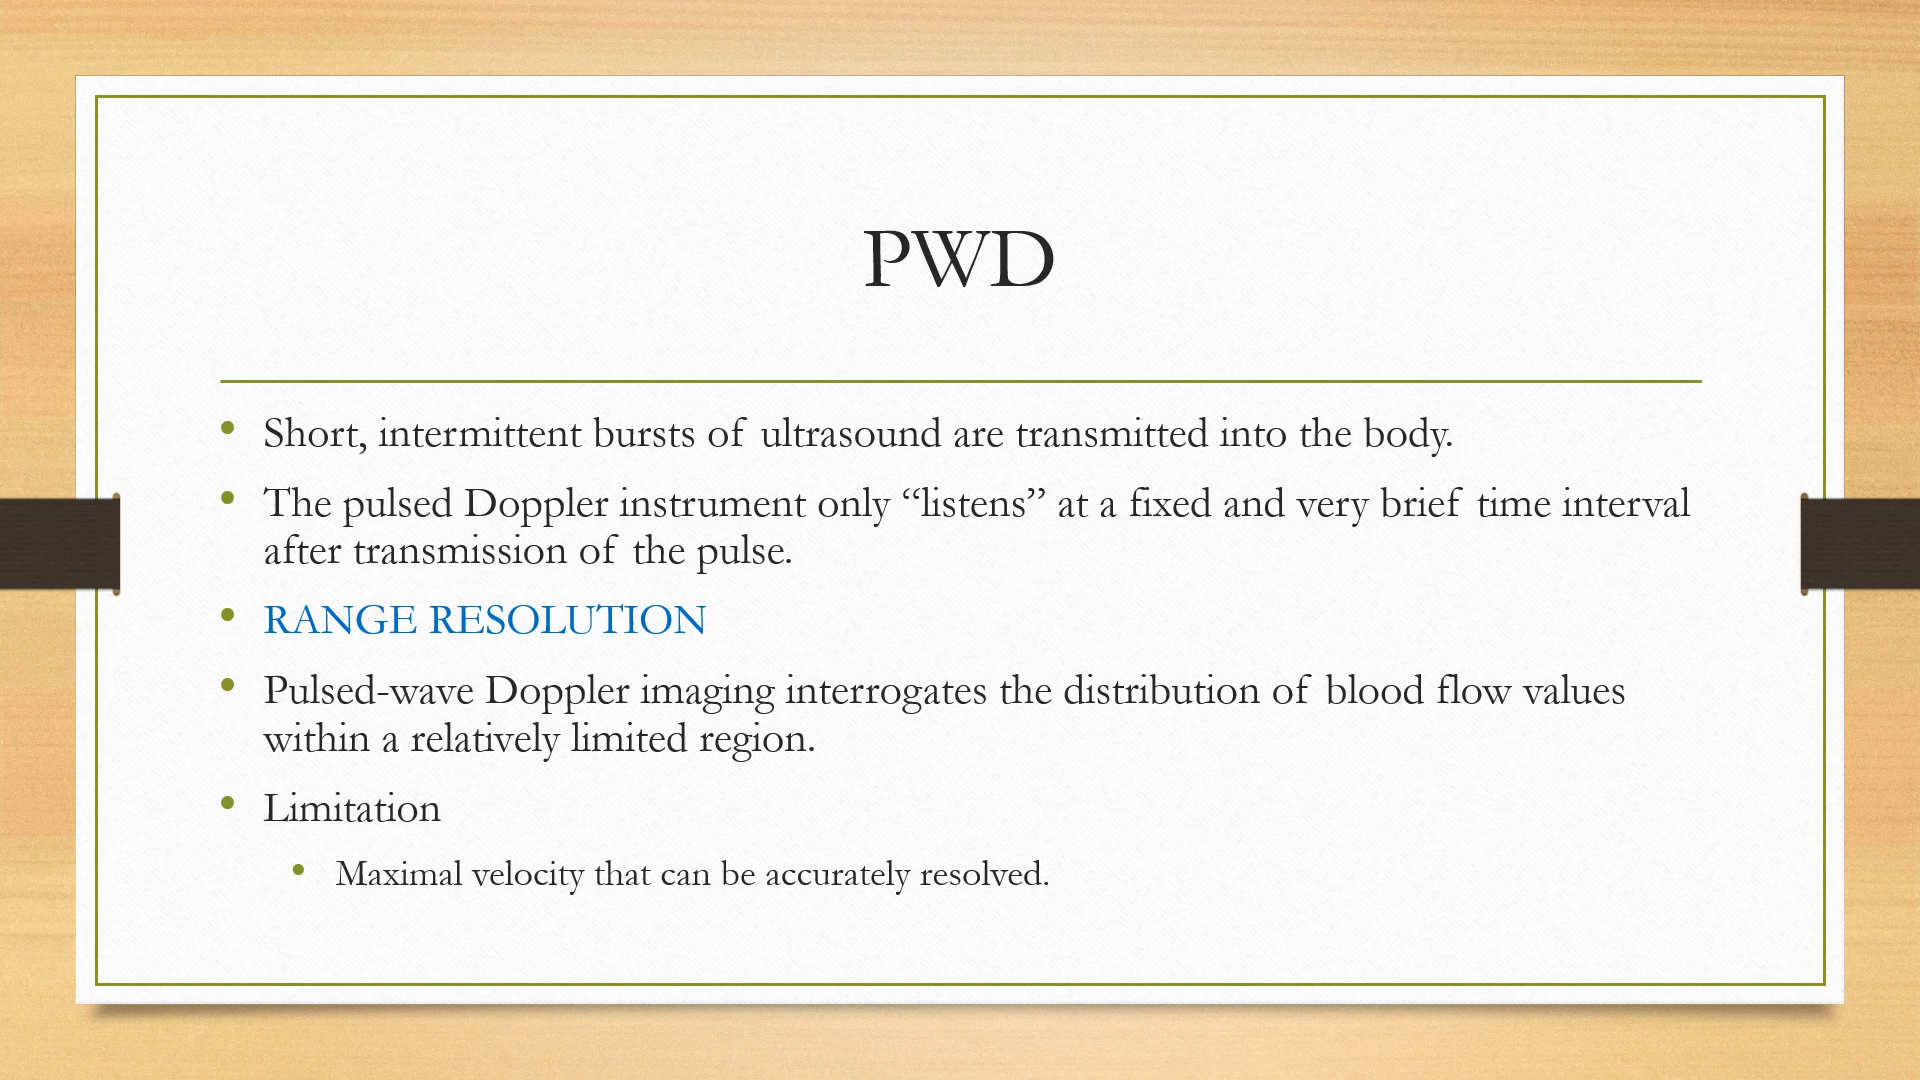 PWD
• Short, intermittent bursts of ultrasound are transmitted into the body.
• The pulsed Doppler instrument only “listens” at a fixed and very brief time interval
after transmission of the pulse.
• RANGE RESOLUTION
• Pulsed-wave Doppler imaging interrogates the distribution of blood flow values
within a relatively limited region.
• Limitation
• Maximal velocity that can be accurately resolved.